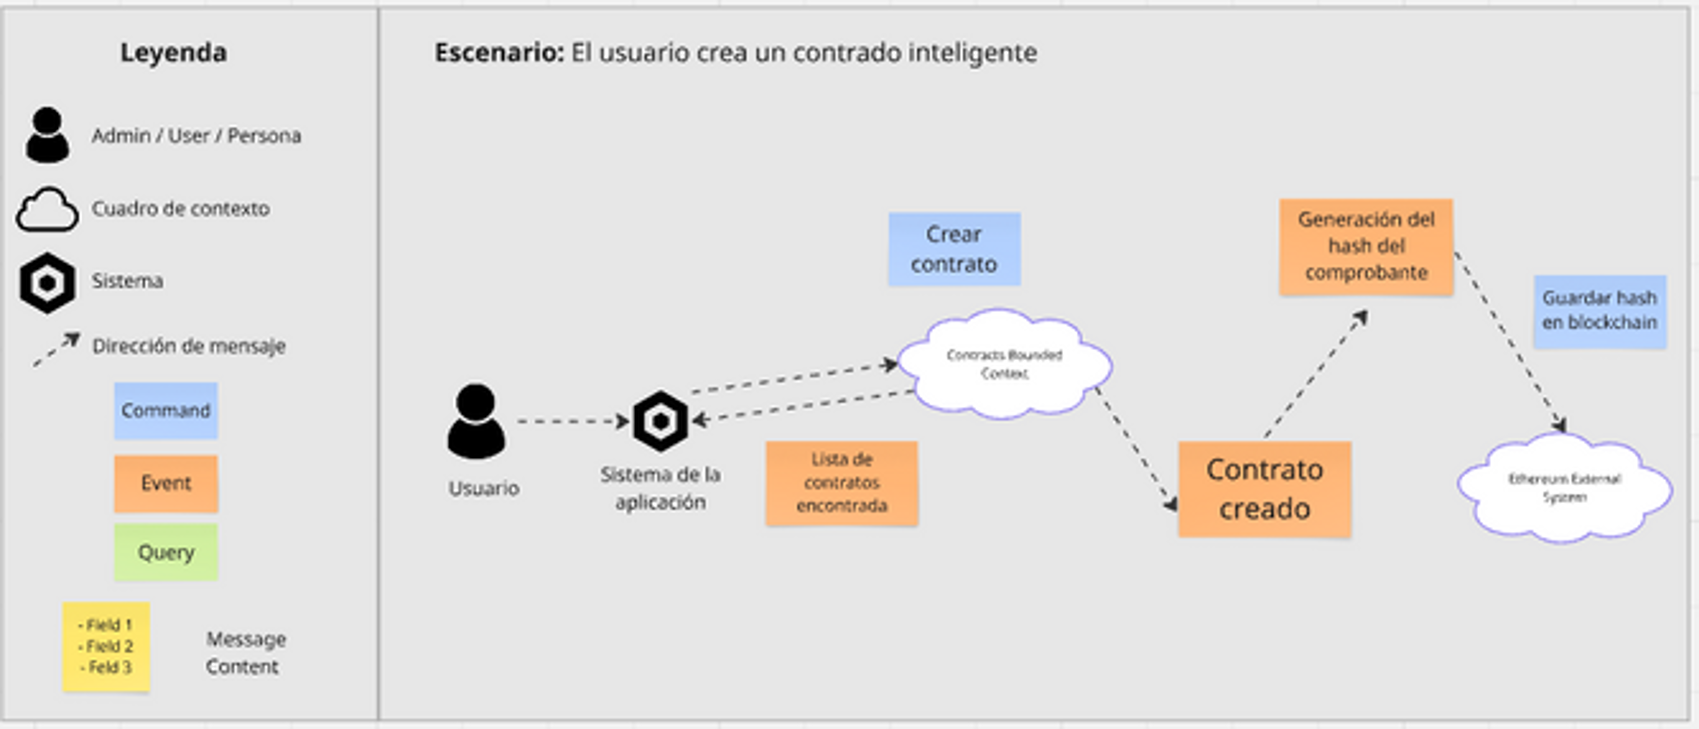 Leyenda
Admin / User / Persona
Cuadro de contexto
Sistema
Dirección de mensaje
Command
Event
Query
- Field 1
- Field 2
- Feld 3
Message
Content
Escenario: El usuario crea un contrado inteligente
Usuario
Sistema de la
aplicación
Crear
contrato
Contracts Bounded
Context
Lista de
contratos
encontrada
Contrato
creado
Generación del
hash del
comprobante
Guardar hash
en blockchain
Ethereum External
System